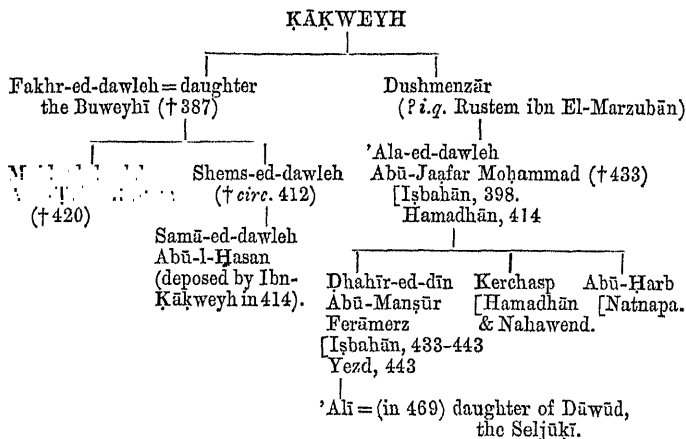 ḲĀḲWEYH
Fakhr-ed-dawleh = daughter
the Buweyhī († 387)
Dushmenzār
(? i.q. Rustem ibn El-Marzubān)
(† 420)
Shems-ed-dawleh
(† circ. 412)
Samā-ed-dawleh
Abū-l-Ḥasan
(deposed by Ibn-
Ḳāḳweyh in 414).
'Ala-ed-dawleh
Abū-Jaạfar Moḥammad († 433)
[Iṣbahān, 398.
Hamadhān, 414
Ḍhahīr-ed-dīn
Abū-Manṣūr
Ferāmerz
[Iṣbahān, 433-443
Yezd, 443
Kerchasp
[Hamadhān
& Nahawend.
Abū-Ḥarb
[Natnapa.
'Alī = (in 469) daughter of Dāwūd,
the Seljūḳī.